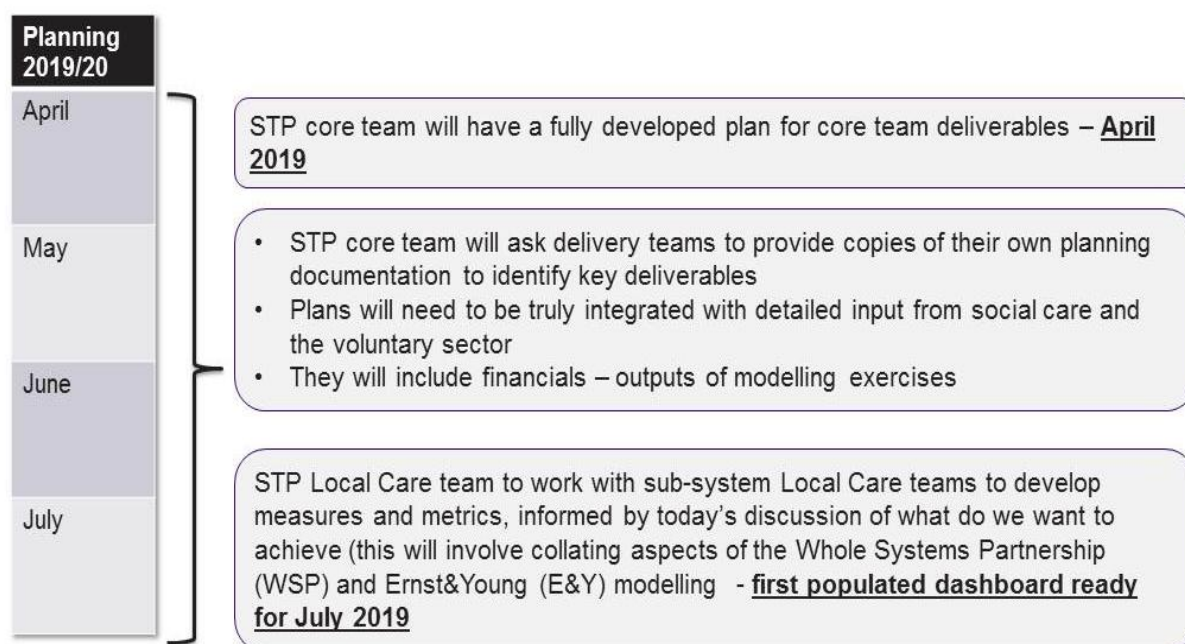 Planning
2019/20
April
May
June
July
STP core team will have a fully developed plan for core team deliverables – April
2019
• STP core team will ask delivery teams to provide copies of their own planning
documentation to identify key deliverables
• Plans will need to be truly integrated with detailed input from social care and
the voluntary sector
• They will include financials – outputs of modelling exercises
STP Local Care team to work with sub-system Local Care teams to develop
measures and metrics, informed by today's discussion of what do we want to
achieve (this will involve collating aspects of the Whole Systems Partnership
(WSP) and Ernst&Young (E&Y) modelling - first populated dashboard ready
for July 2019